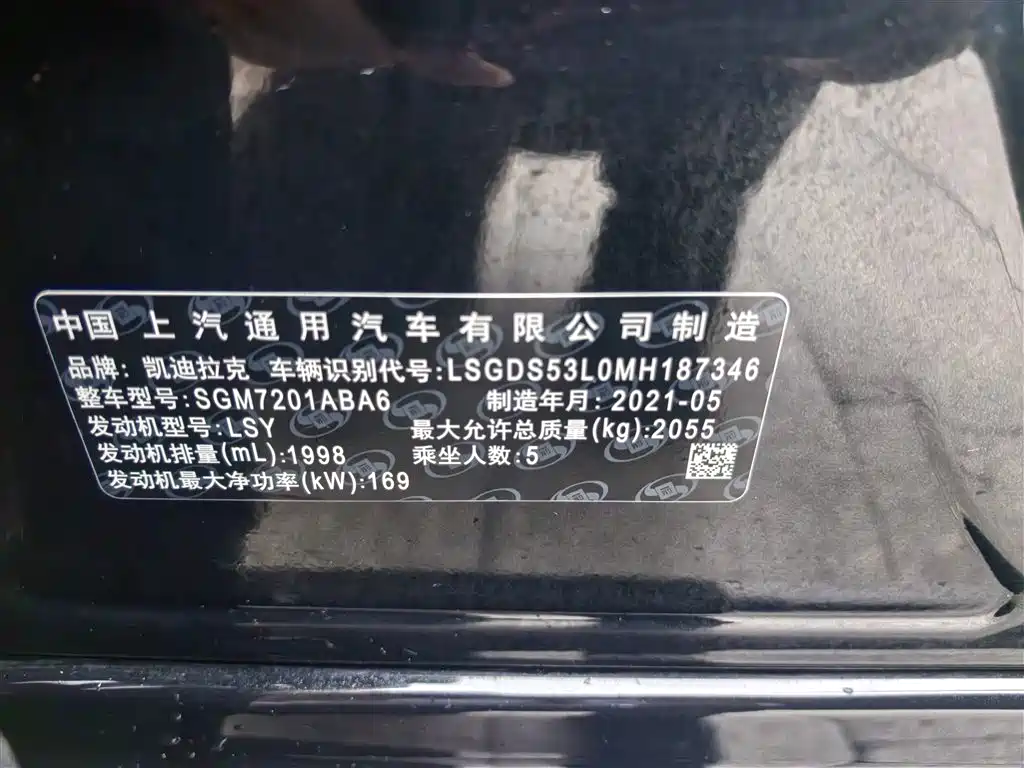 中国 上汽通用汽车有限公司制造
品牌: 凯迪拉克 车辆识别代号:LSGDS53L0MH187346
整车型号:SGM7201ABA6 制造年月: 2021-05
发动机型号:LSY 最大允许总质量(kg):2055
发动机排量(mL):1998 乘坐人数:5
发动机最大净功率(kW):169